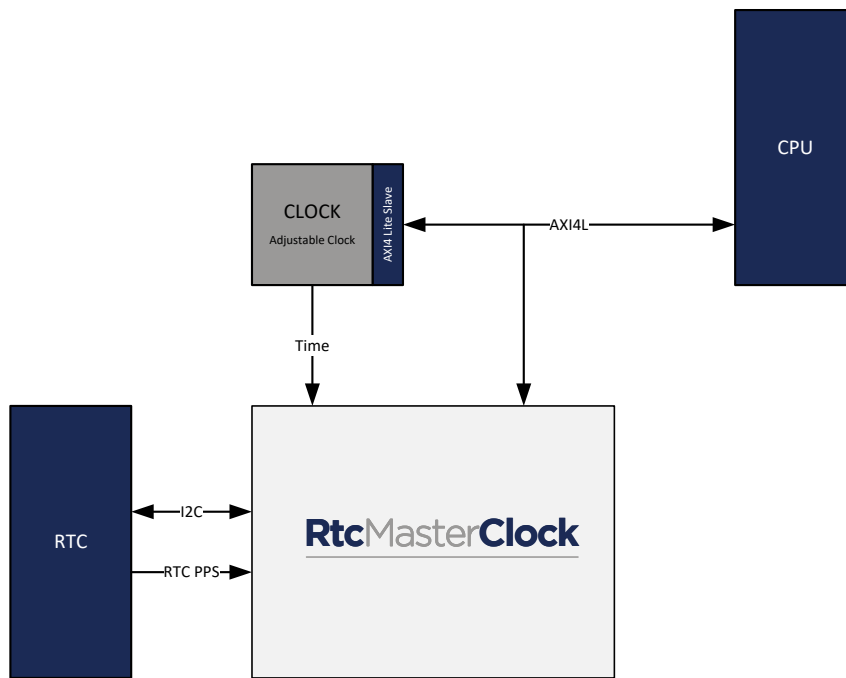 CPU
CLOCK
Adjustable Clock
AXI4 Lite Slave
AXI4L
Time
I2C
RTC
RTC PPS
RtcMasterClock